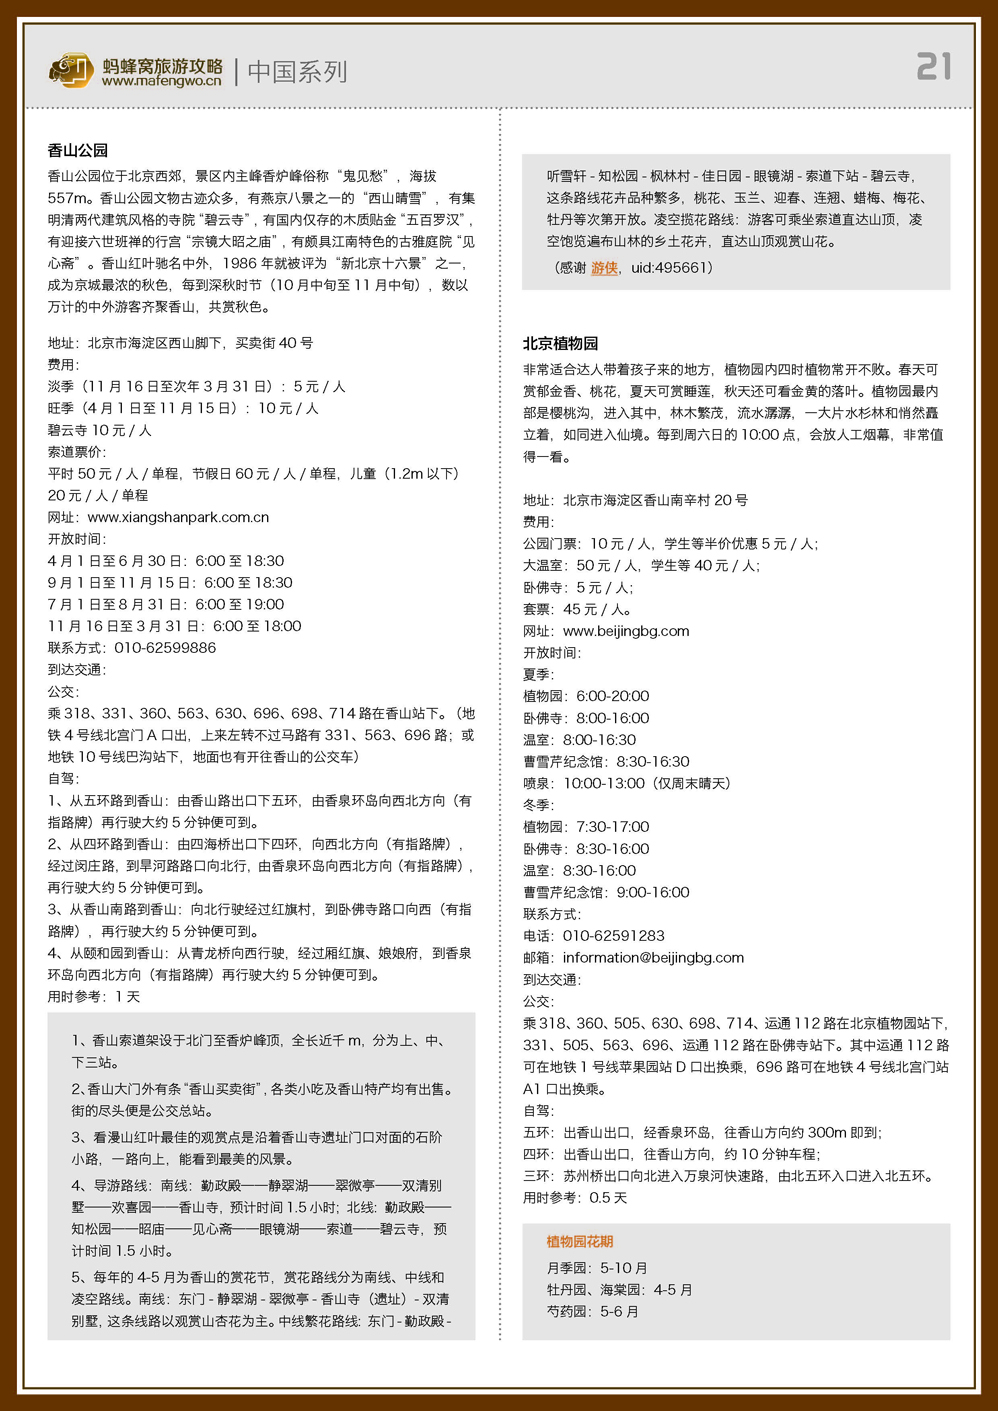 蚂蜂窝旅游攻略
www.mafengwo.cn
中国系列
21
香山公园
香山公园位于北京西郊，景区内主峰香炉峰俗称“鬼见愁”，海拔
557m。香山公园文物古迹众多，有燕京八景之一的“西山晴雪”，有集
明清两代建筑风格的寺院“碧云寺”，有国内仅存的木质贴金“五百罗汉”，
有迎接六世班禅的行宫“宗镜大昭之庙”，有颇具江南特色的古雅庭院“见
心斋”。香山红叶驰名中外，1986 年就被评为“新北京十六景”之一，
成为京城最浓的秋色，每到深秋时节（10 月中旬至 11 月中旬），数以
万计的中外游客齐聚香山，共赏秋色。
地址：北京市海淀区西山脚下，买卖街 40 号
费用：
淡季（11 月 16 日至次年 3 月 31 日）：5 元 / 人
旺季（4 月 1 日至 11 月 15 日）：10 元 / 人
碧云寺 10 元 / 人
索道票价：
平时 50 元 / 人 / 单程，节假日 60 元 / 人 / 单程，儿童（1.2m 以下）
20 元 / 人 / 单程
网址：www.xiangshanpark.com.cn
开放时间：
4 月 1 日至 6 月 30 日：6:00 至 18:30
9 月 1 日至 11 月 15 日：6:00 至 18:30
7 月 1 日至 8 月 31 日：6:00 至 19:00
11 月 16 日至 3 月 31 日：6:00 至 18:00
联系方式：010-62599886
到达交通：
公交：
乘 318、331、360、563、630、696、698、714 路在香山站下。（地
铁 4 号线北宫门 A 口出，上来左转不过马路有 331、563、696 路；或
地铁 10 号线巴沟站下，地面也有开往香山的公交车）
自驾：
1、从五环路到香山：由香山路出口下五环，由香泉环岛向西北方向（有
指路牌）再行驶大约 5 分钟便可到。
2、从四环路到香山：由四海桥出口下四环，向西北方向（有指路牌），
经过闵庄路，到旱河路路口向北行，由香泉环岛向西北方向（有指路牌），
再行驶大约 5 分钟便可到。
3、从香山南路到香山：向北行驶经过红旗村，到卧佛寺路口向西（有指
路牌），再行驶大约 5 分钟便可到。
4、从颐和园到香山：从青龙桥向西行驶，经过厢红旗、娘娘府，到香泉
环岛向西北方向（有指路牌）再行驶大约 5 分钟便可到。
用时参考：1 天
1、香山索道架设于北门至香炉峰顶，全长近千 m，分为上、中、
下三站。
2、香山大门外有条“香山买卖街”，各类小吃及香山特产均有出售。
街的尽头便是公交总站。
3、看漫山红叶最佳的观赏点是沿着香山寺遗址门口对面的石阶
小路，一路向上，能看到最美的风景。
4、导游路线：南线：勤政殿——静翠湖——翠微亭——双清别
墅——欢喜园——香山寺，预计时间 1.5 小时；北线：勤政殿——
知松园——昭庙——见心斋——眼镜湖——索道——碧云寺，预
计时间 1.5 小时。
5、每年的 4-5 月为香山的赏花节，赏花路线分为南线、中线和
凌空路线。南线：东门 - 静翠湖 - 翠微亭 - 香山寺（遗址）- 双清
别墅，这条线路以观赏山杏花为主。中线繁花路线：东门 - 勤政殿 -
听雪轩 - 知松园 - 枫林村 - 佳日园 - 眼镜湖 - 索道下站 - 碧云寺，
这条路线花卉品种繁多，桃花、玉兰、迎春、连翘、蜡梅、梅花、
牡丹等次第开放。凌空揽花路线：游客可乘坐索道直达山顶，凌
空饱览遍布山林的乡土花卉，直达山顶观赏山花。
（感谢 游侠，uid:495661）
北京植物园
非常适合达人带着孩子来的地方，植物园内四时植物常开不败。春天可
赏郁金香、桃花，夏天可赏睡莲，秋天还可看金黄的落叶。植物园最内
部是樱桃沟，进入其中，林木繁茂，流水潺潺，一大片水杉林和悄然矗
立着，如同进入仙境。每到周六日的 10:00 点，会放人工烟幕，非常值
得一看。
地址：北京市海淀区香山南辛村 20 号
费用：
公园门票：10 元 / 人，学生等半价优惠 5 元 / 人；
大温室：50 元 / 人，学生等 40 元 / 人；
卧佛寺：5 元 / 人；
套票：45 元 / 人。
网址：www.beijingbg.com
开放时间：
夏季：
植物园：6:00-20:00
卧佛寺：8:00-16:00
温室：8:00-16:30
曹雪芹纪念馆：8:30-16:30
喷泉：10:00-13:00（仅周末晴天）
冬季：
植物园：7:30-17:00
卧佛寺：8:30-16:00
温室：8:30-16:00
曹雪芹纪念馆：9:00-16:00
联系方式：
电话：010-62591283
邮箱：information@beijingbg.com
到达交通：
公交：
乘 318、360、505、630、698、714、运通 112 路在北京植物园站下，
331、505、563、696、运通 112 路在卧佛寺站下。其中运通 112 路
可在地铁 1 号线苹果园站 D 口出换乘，696 路可在地铁 4 号线北宫门站
A1 口出换乘。
自驾：
五环：出香山出口，经香泉环岛，往香山方向约 300m 即到；
四环：出香山出口，往香山方向，约 10 分钟车程；
三环：苏州桥出口向北进入万泉河快速路，由北五环入口进入北五环。
用时参考：0.5 天
植物园花期
月季园：5-10 月
牡丹园、海棠园：4-5 月
芍药园：5-6 月